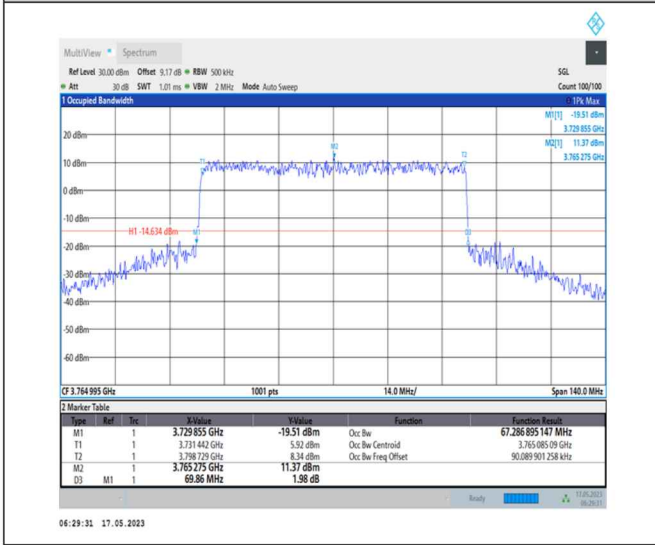 MultiView Spectrum
Ref Level 30.00 dBm Offset 9.17 dB RBW 500 kHz SGL
Att 30 dB SWT 1.01 ms VBW 2 MHz Mode Auto Sweep Count 100/100
1 Occupied Bandwidth 1Pk Max
M1[1] -19.51 dBm
3.729 855 GHz
M2[1] 11.37 dBm
3.765 275 GHz
20 dBm
M2
T1
T2
10 dBm
0 dBm
-10 dBm
H1 -14.634 dBm
M1
D3
-20 dBm
-30 dBm
-40 dBm
-50 dBm
-60 dBm
CF 3.764 995 GHz 1001 pts 14.0 MHz/ Span 140.0 MHz
2 Marker Table
Type Ref Trc X-Value Y-Value Function Function Result
M1 1 3.729 855 GHz -19.51 dBm Occ Bw 67.286 895 147 MHz
T1 1 3.731 442 GHz 5.92 dBm Occ Bw Centroid 3.765 085 09 GHz
T2 1 3.798 729 GHz 8.34 dBm Occ Bw Freq Offset 90.089 901 258 kHz
M2 1 3.765 275 GHz 11.37 dBm
D3 M1 1 69.86 MHz 1.98 dB
Ready 17.05.2023
06:29:31
06:29:31 17.05.2023